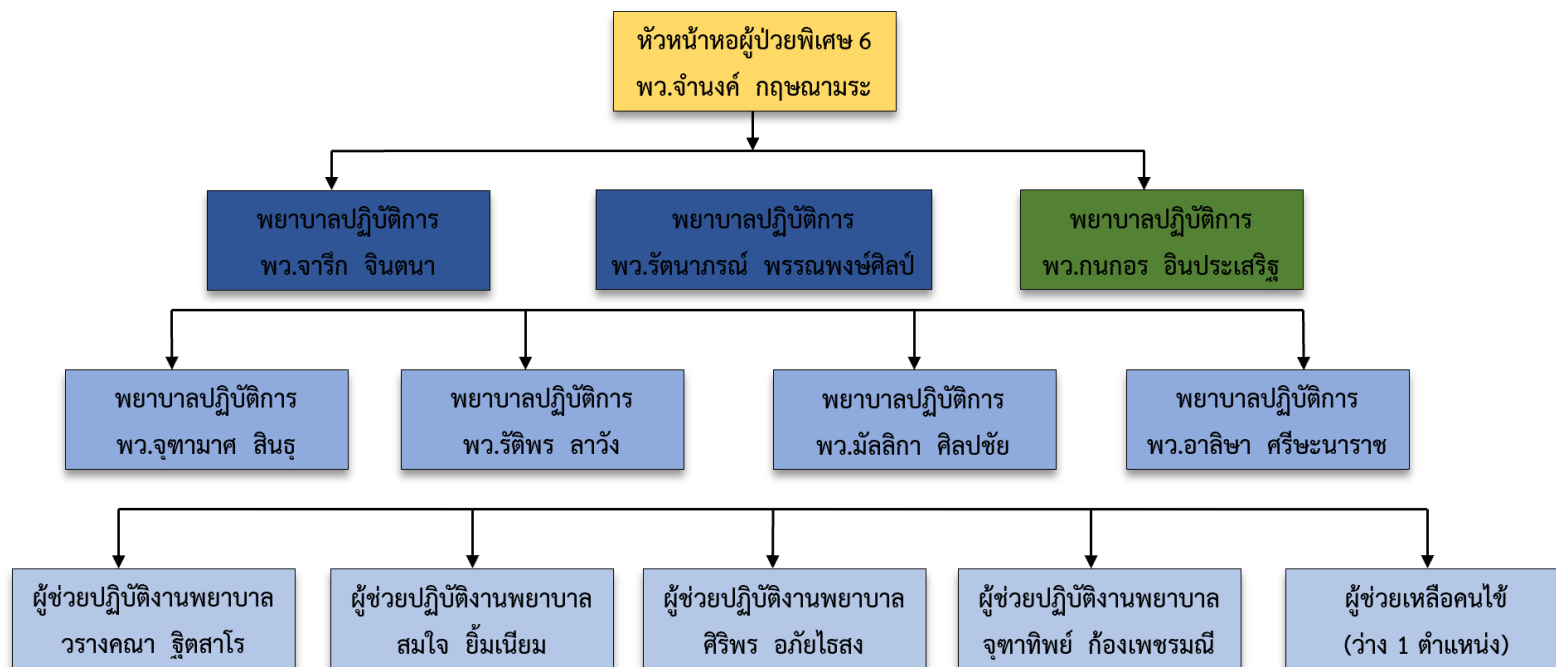 หัวหน้าหอผู้ป่วยพิเศษ 6
พว.จำนงค์ กฤษณามระ
พยาบาลปฏิบัติการ
พว.จารึก จินตนา
พยาบาลปฏิบัติการ
พว.รัตนาภรณ์ พรรณพงษ์ศิลป์
พยาบาลปฏิบัติการ
พว.กนกอร อินประเสริฐ
พยาบาลปฏิบัติการ
พว.จุฑามาศ สินธุ
พยาบาลปฏิบัติการ
พว.รัติพร ลาวัง
พยาบาลปฏิบัติการ
พว.มัลลิกา ศิลปชัย
พยาบาลปฏิบัติการ
พว.อาลิษา ศรีษะนาราช
ผู้ช่วยปฏิบัติงานพยาบาล
วรางคณา ฐิตสาโร
ผู้ช่วยปฏิบัติงานพยาบาล
สมใจ ยิ้มเนียม
ผู้ช่วยปฏิบัติงานพยาบาล
ศิริพร อภัยไธสง
ผู้ช่วยปฏิบัติงานพยาบาล
จุฑาทิพย์ ก้องเพชรมณี
ผู้ช่วยเหลือคนไข้
(ว่าง 1 ตำแหน่ง)